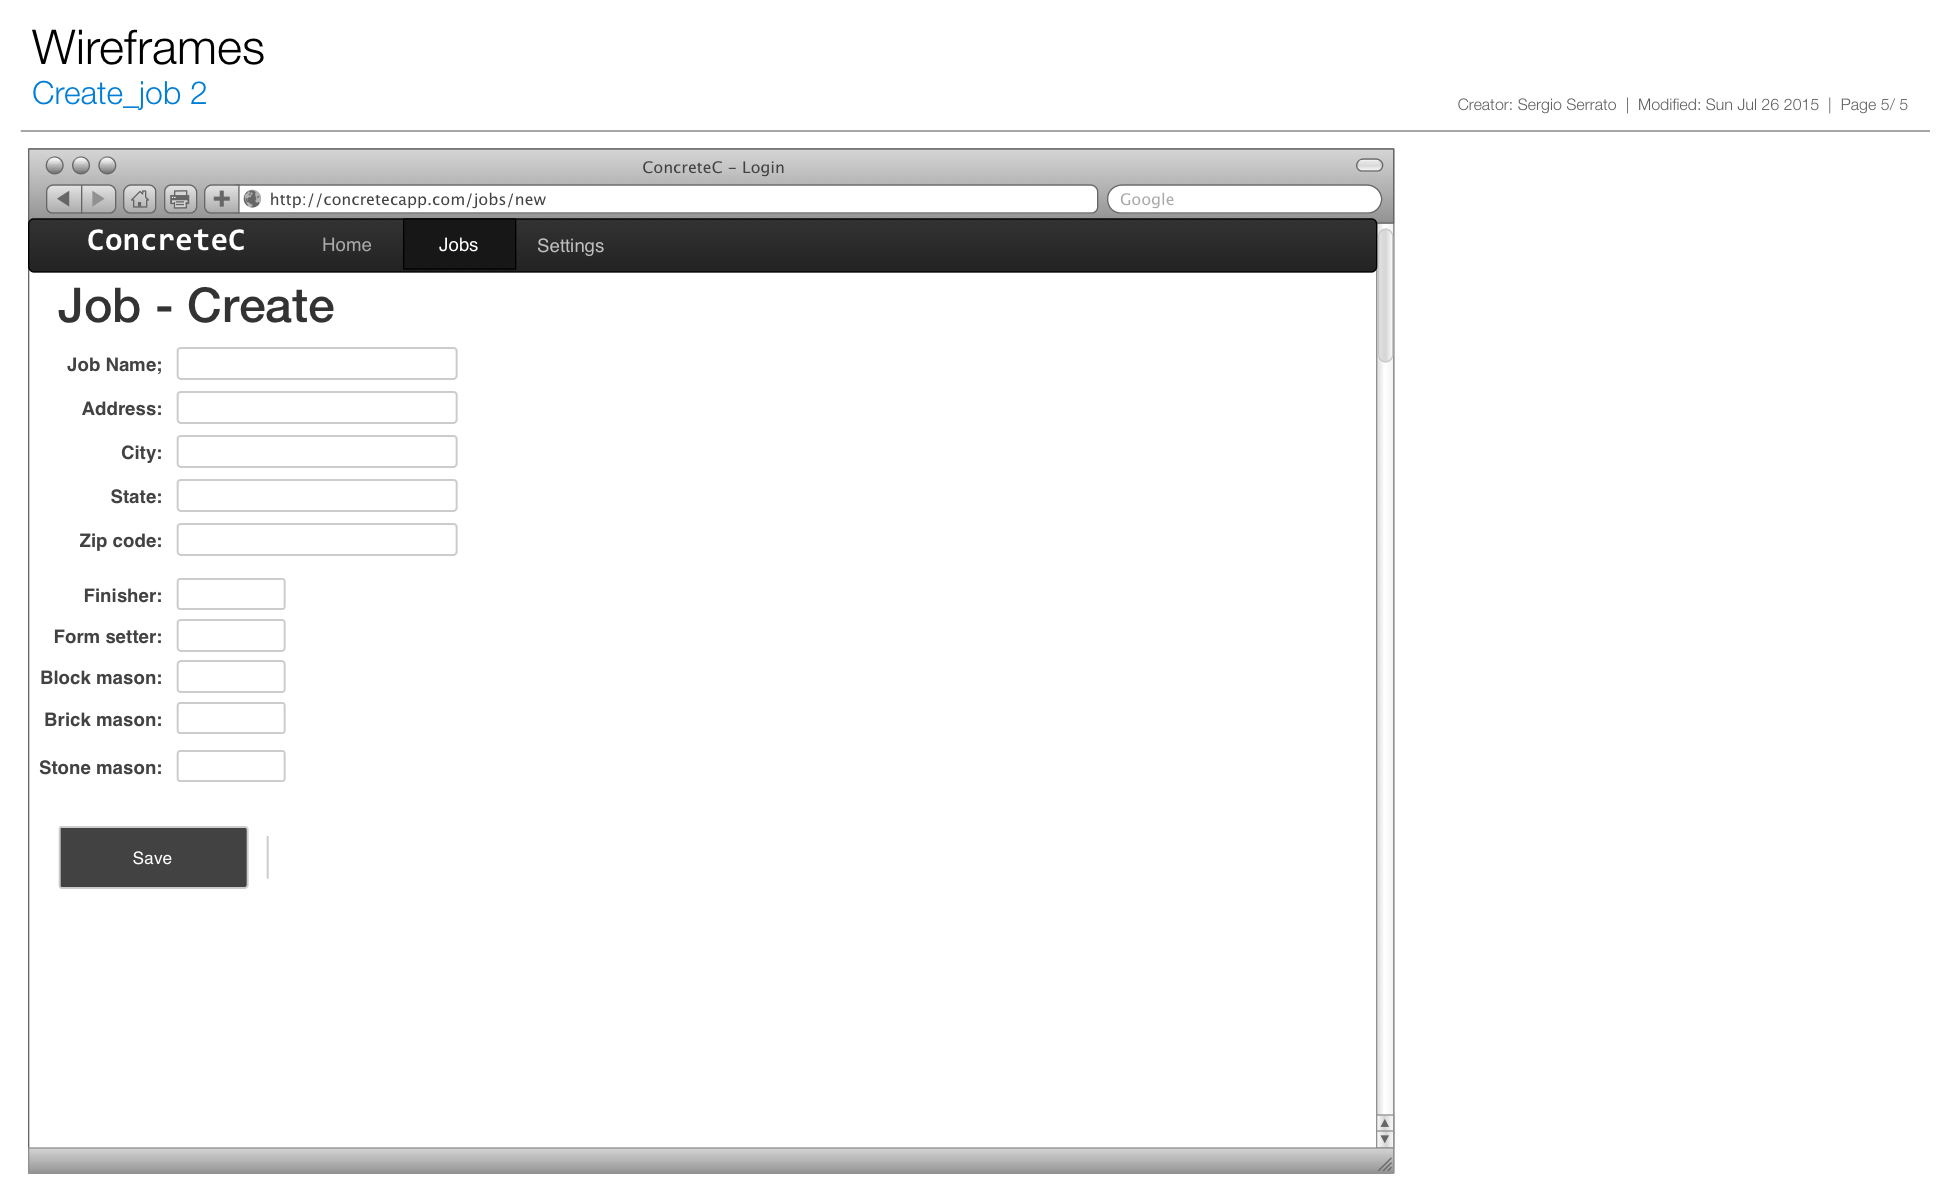 Wireframes
Create_job 2
Creator: Sergio Serrato | Modified: Sun Jul 26 2015 | Page 5/ 5
ConcreteC – Login
http://concretecapp.com/jobs/new
Google
ConcreteC Home Jobs Settings
Job - Create
Job Name;
Address:
City:
State:
Zip code:
Finisher:
Form setter:
Block mason:
Brick mason:
Stone mason:
Save